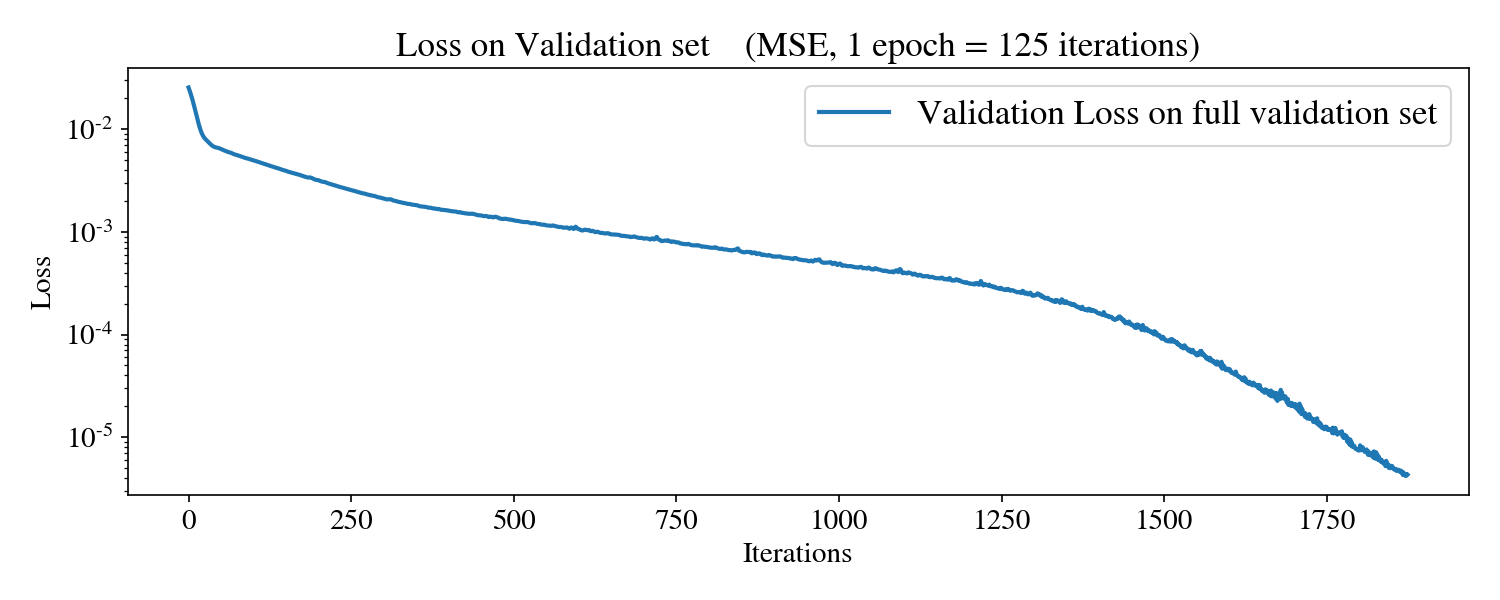 Loss on Validation set (MSE, 1 epoch = 125 iterations)
Validation Loss on full validation set
Loss
10⁻²
10⁻³
10⁻⁴
10⁻⁵
0 250 500 750 1000 1250 1500 1750
Iterations